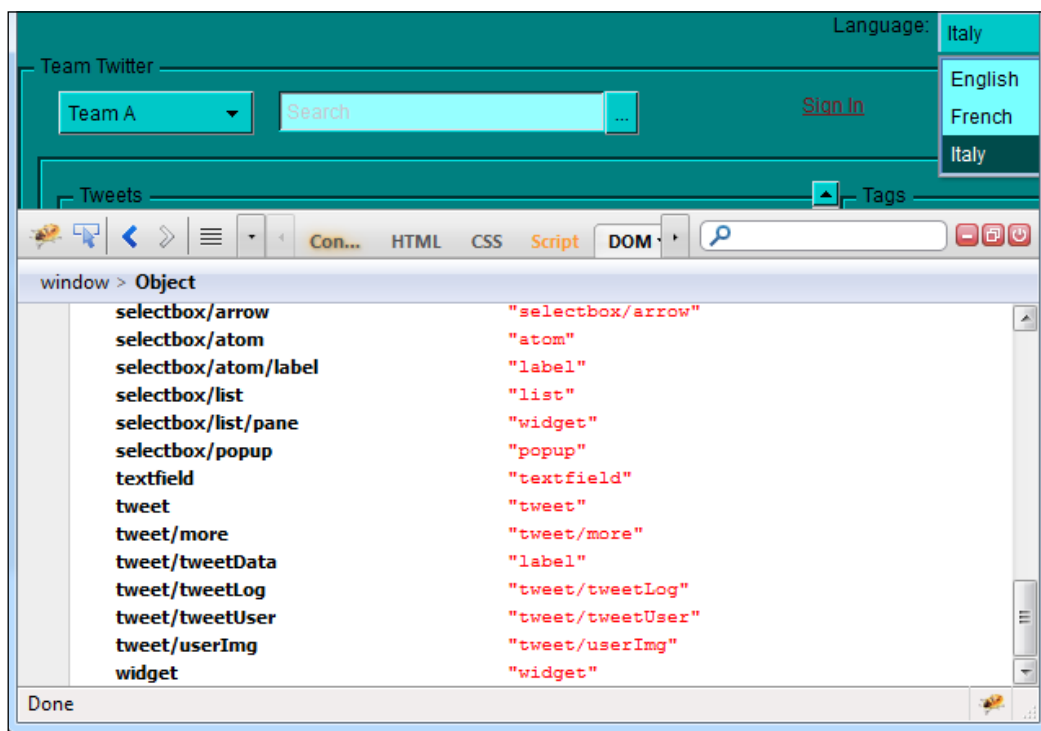 Language: Italy
Team Twitter
English
Team A Search ... Sign In French
Italy
Tweets Tags
Con... HTML CSS Script DOM
window > Object
selectbox/arrow "selectbox/arrow"
selectbox/atom "atom"
selectbox/atom/label "label"
selectbox/list "list"
selectbox/list/pane "widget"
selectbox/popup "popup"
textfield "textfield"
tweet "tweet"
tweet/more "tweet/more"
tweet/tweetData "label"
tweet/tweetLog "tweet/tweetLog"
tweet/tweetUser "tweet/tweetUser"
tweet/userImg "tweet/userImg"
widget "widget"
Done